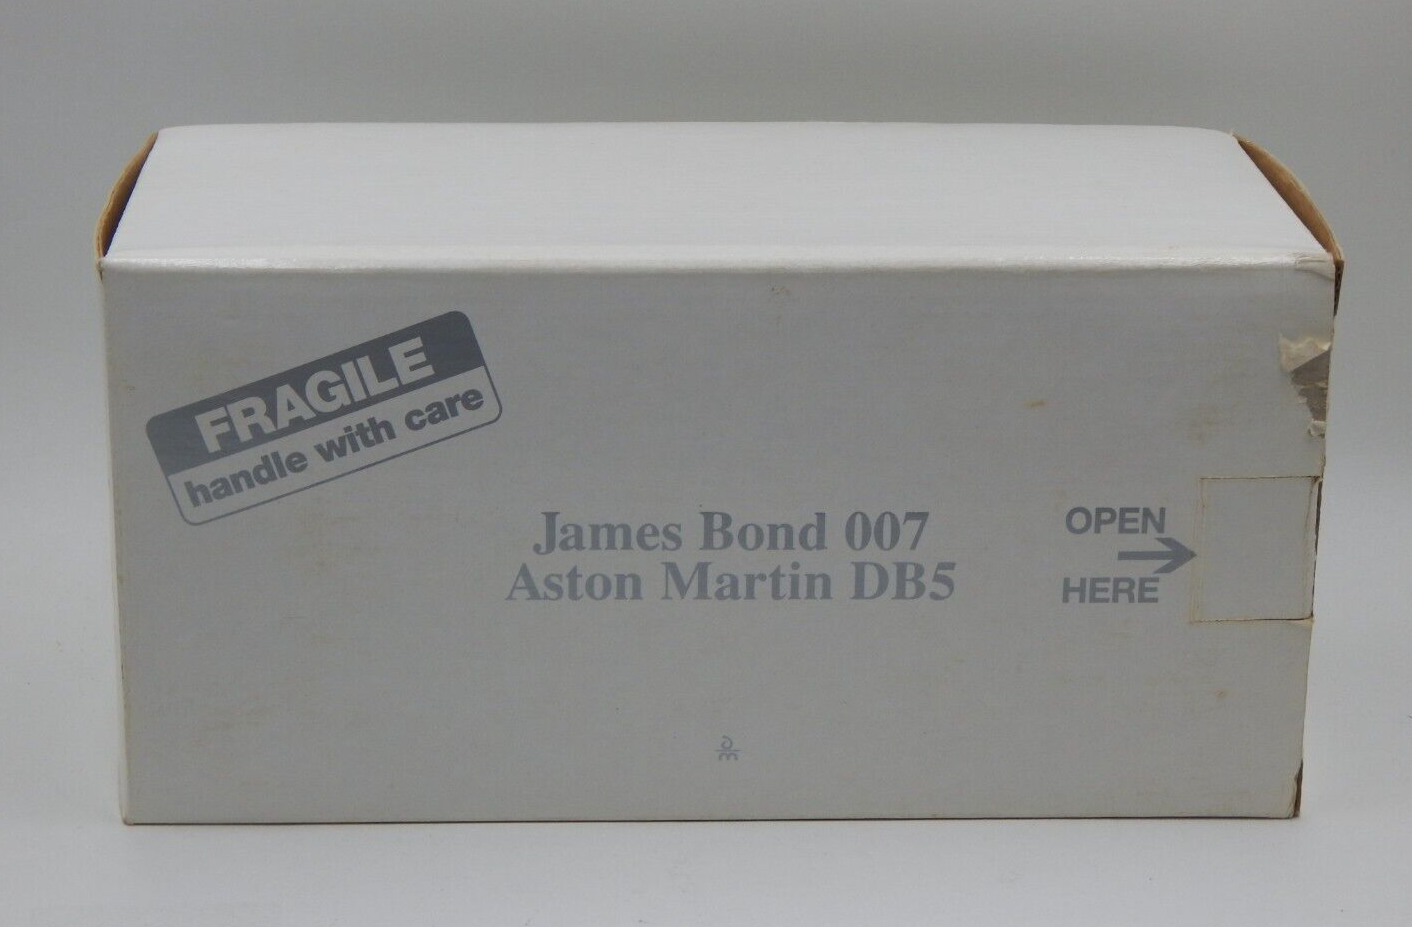 FRAGILE
handle with care
James Bond 007
Aston Martin DB5
OPEN
HERE